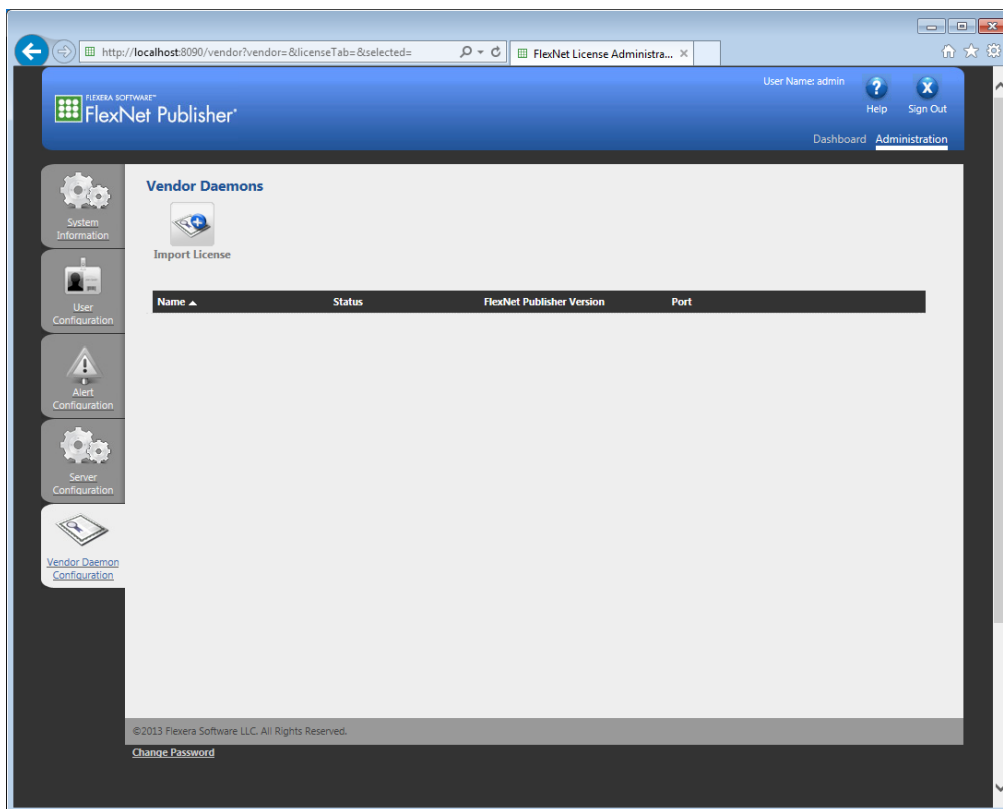 http://localhost:8090/vendor?vendor=&licenseTab=&selected=
FlexNet License Administra...
User Name: admin
Help
Sign Out
FLEXERA SOFTWARE™
FlexNet Publisher®
Dashboard
Administration
System
Information
User
Configuration
Alert
Configuration
Server
Configuration
Vendor Daemon
Configuration
Vendor Daemons
Import License
Name Status FlexNet Publisher Version Port
©2013 Flexera Software LLC. All Rights Reserved.
Change Password